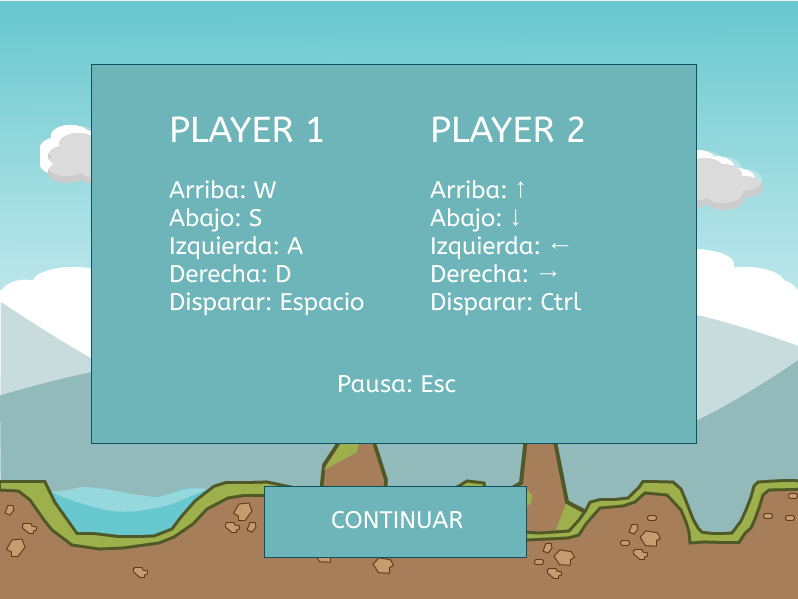 PLAYER 1
Arriba: W
Abajo: S
Izquierda: A
Derecha: D
Disparar: Espacio
PLAYER 2
Arriba: ↑
Abajo: ↓
Izquierda: ←
Derecha: →
Disparar: Ctrl
Pausa: Esc
CONTINUAR